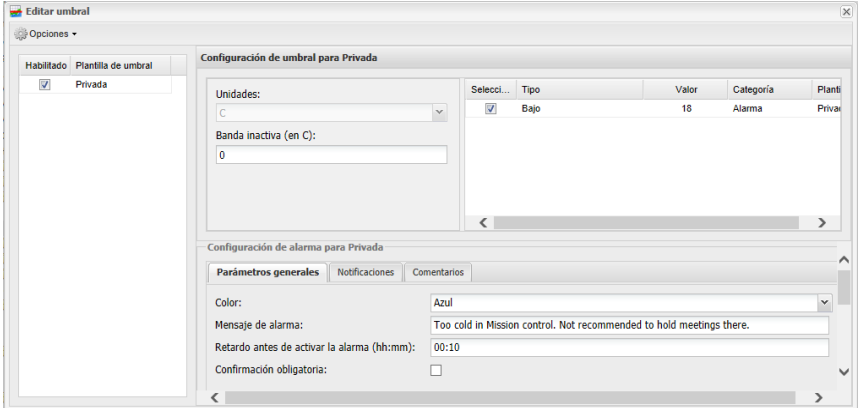 Editar umbral
Opciones
Habilitado Plantilla de umbral
Privada
Configuración de umbral para Privada
Unidades:
C
Banda inactiva (en C):
0
Selecci... Tipo Valor Categoría Planti
Bajo 18 Alarma Privad
Configuración de alarma para Privada
Parámetros generales Notificaciones Comentarios
Color: Azul
Mensaje de alarma: Too cold in Mission control. Not recommended to hold meetings there.
Retardo antes de activar la alarma (hh:mm): 00:10
Confirmación obligatoria: